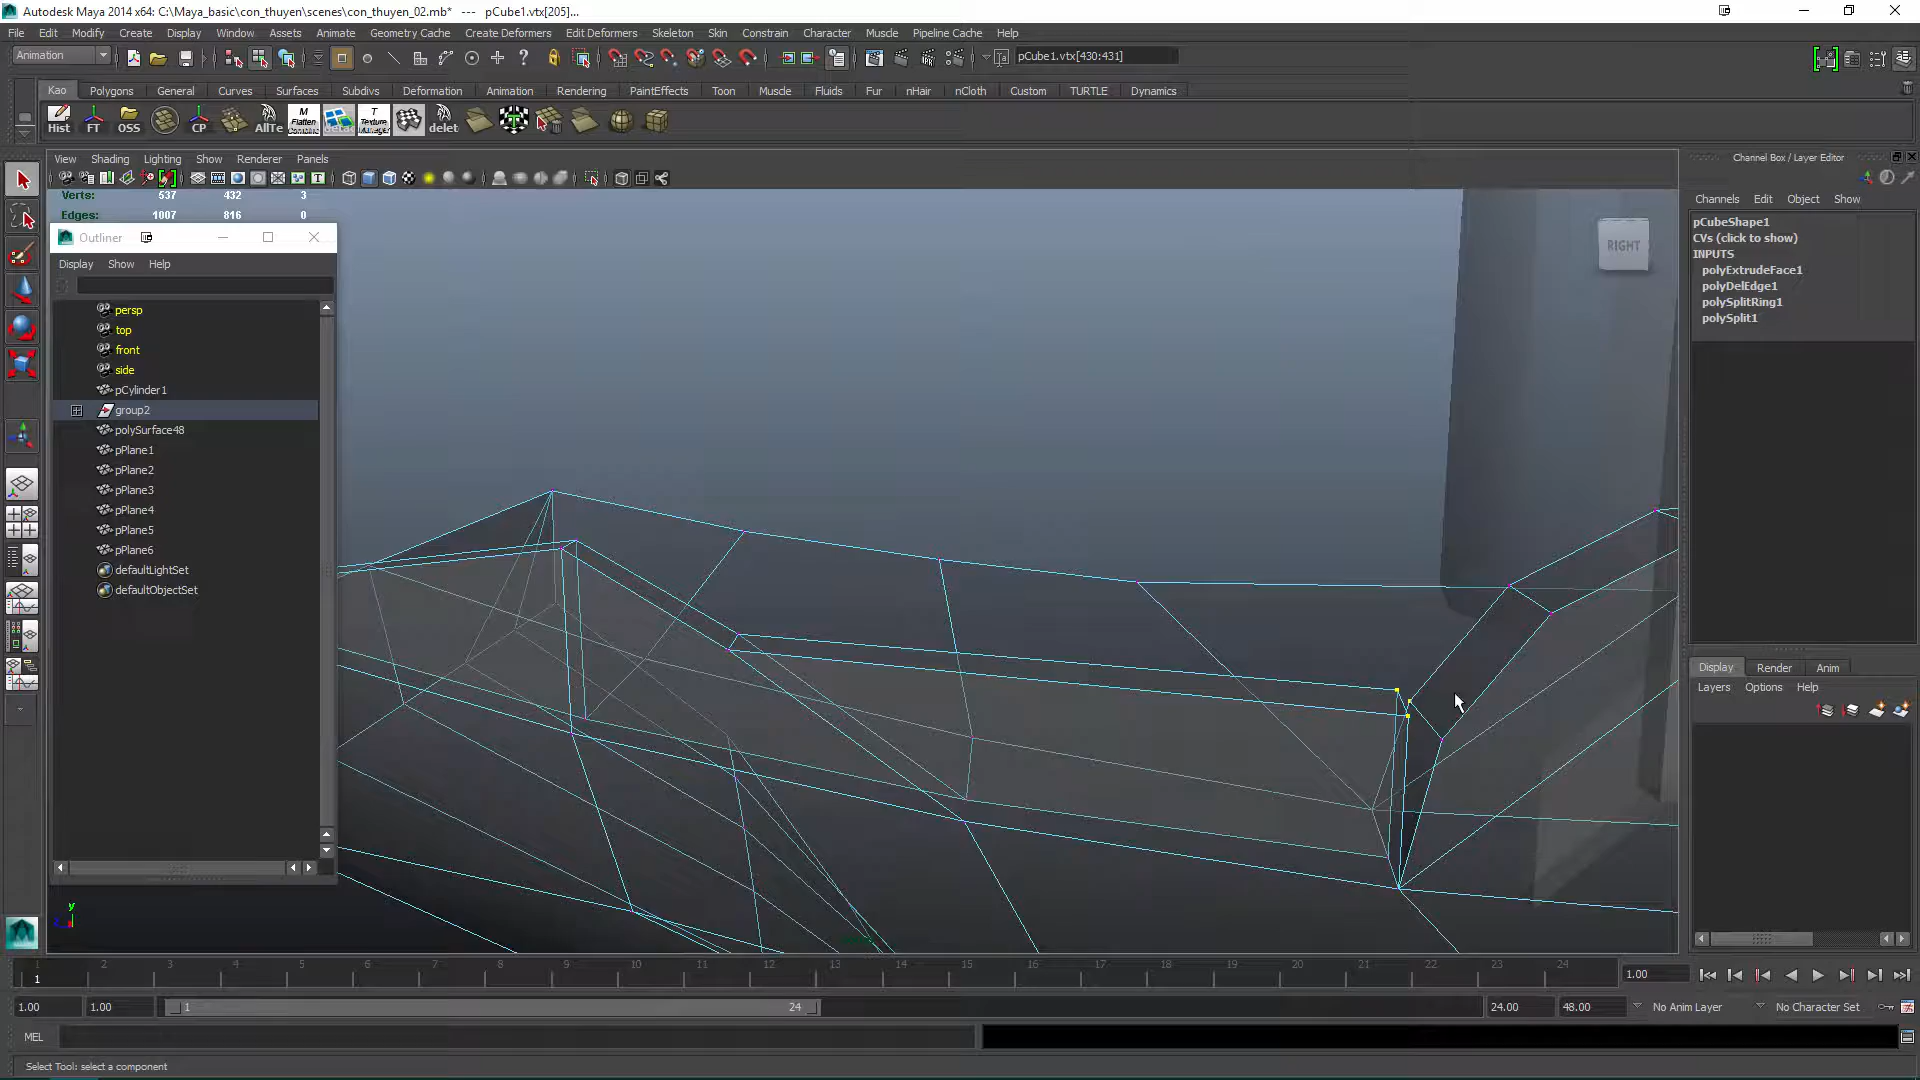 Autodesk Maya 2014 x64: C:\Maya_basic\con_thuyen\scenes\con_thuyen_02.mb* --- pCube1.vtx[205]...
File Edit Modify Create Display Window Assets Animate Geometry Cache Create Deformers Edit Deformers Skeleton Skin Constrain Character Muscle Pipeline Cache Help
Animation
pCube1.vtx[430:431]
Kao Polygons General Curves Surfaces Subdivs Deformation Animation Dynamics Rendering PaintEffects Toon Muscle Fluids Fur nHair nCloth Custom TURTLE
Hist FT OSS CP AllTe M Flatten Combine T Texture Manager delet
View Shading Lighting Show Renderer Panels
Verts: 537 432 3
Edges: 1007 816 0
Outliner
Display Show Help
persp
top
front
side
pCylinder1
group2
polySurface48
pPlane1
pPlane2
pPlane3
pPlane4
pPlane5
pPlane6
defaultLightSet
defaultObjectSet
RIGHT
y
Channel Box / Layer Editor
Channels Edit Object Show
pCubeShape1
CVs (click to show)
INPUTS
polyExtrudeFace1
polyDelEdge1
polySplitRing1
polySplit1
Display Render Anim
Layers Options Help
1 2 3 4 5 6 7 8 9 10 11 12 13 14 15 16 17 18 19 20 21 22 23 24
1
1.00
1.00 1.00 1 24 24.00 48.00 No Anim Layer No Character Set
MEL
Select Tool: select a component